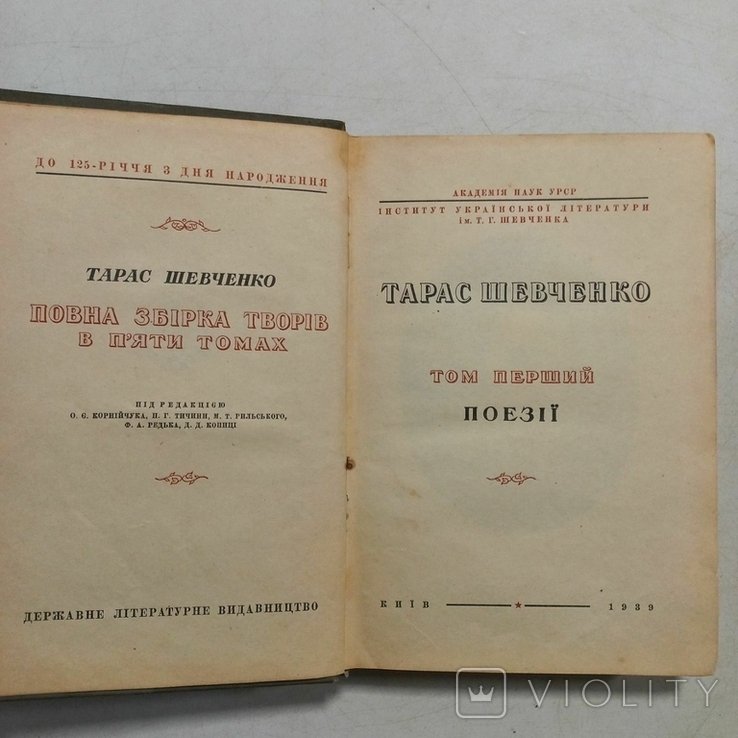 ДО 125-РІЧЧЯ З ДНЯ НАРОДЖЕННЯ
ТАРАС ШЕВЧЕНКО
ПОВНА ЗБІРКА ТВОРІВ
В П'ЯТИ ТОМАХ
ПІД РЕДАКЦІЄЮ
О. Є. КОРНІЙЧУКА, П. Г. ТИЧИНИ, М. Т. РИЛЬСЬКОГО,
Ф. А. РЕДЬКА, Д. Д. КОПИЦІ
ДЕРЖАВНЕ ЛІТЕРАТУРНЕ ВИДАВНИЦТВО
АКАДЕМІЯ НАУК УРСР
ІНСТИТУТ УКРАЇНСЬКОЇ ЛІТЕРАТУРИ
ім. Т. Г. ШЕВЧЕНКА
ТАРАС ШЕВЧЕНКО
ТОМ ПЕРШИЙ
ПОЕЗІЇ
КИЇВ 1939
VIOLITY